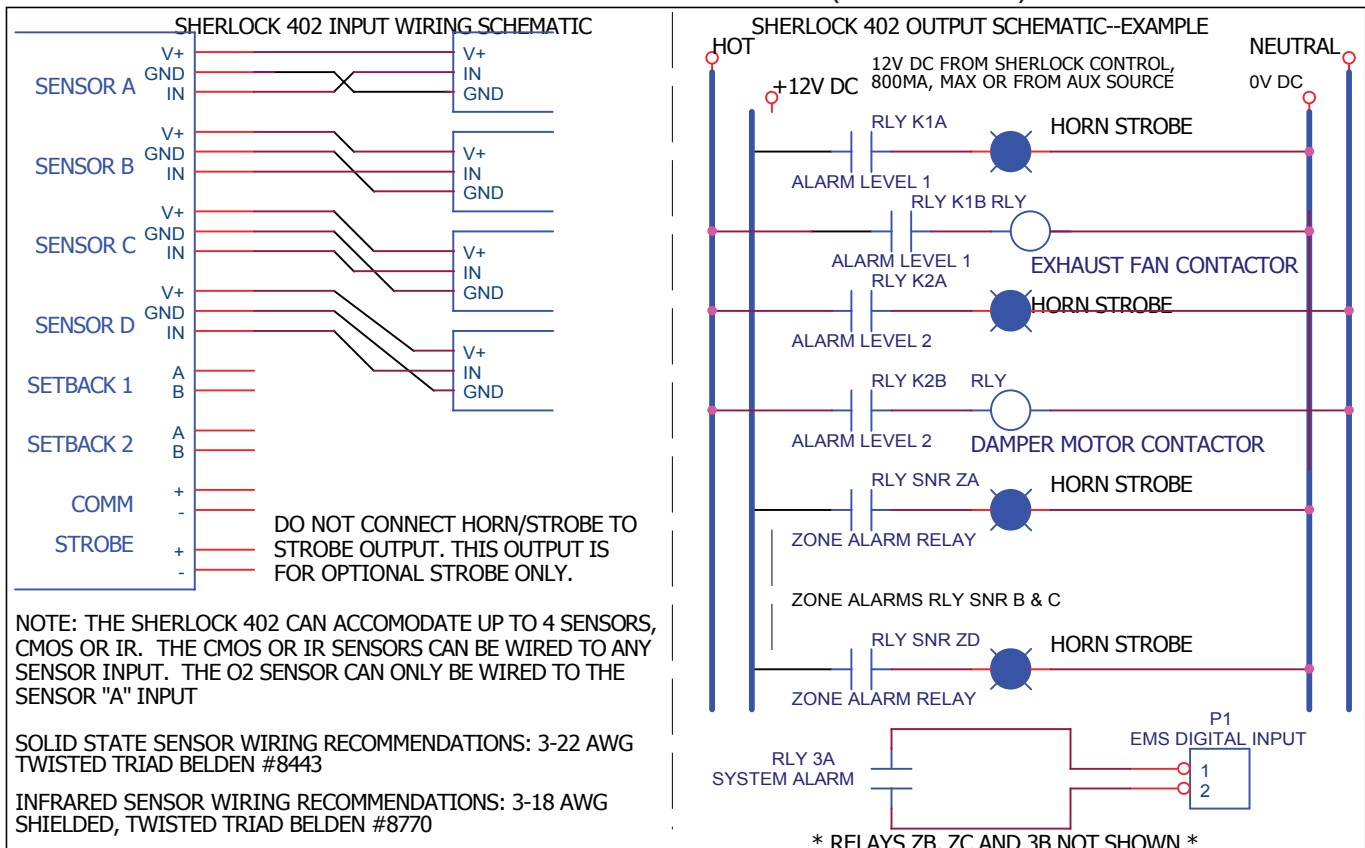 SHERLOCK 402 INPUT WIRING SCHEMATIC
V+
GND
IN
SENSOR A
V+
IN
GND
V+
GND
IN
SENSOR B
V+
IN
GND
V+
GND
IN
SENSOR C
V+
IN
GND
V+
GND
IN
SENSOR D
V+
IN
GND
SETBACK 1
A
B
SETBACK 2
A
B
COMM
+
-
STROBE
+
-
DO NOT CONNECT HORN/STROBE TO
STROBE OUTPUT. THIS OUTPUT IS
FOR OPTIONAL STROBE ONLY.
NOTE: THE SHERLOCK 402 CAN ACCOMODATE UP TO 4 SENSORS,
CMOS OR IR. THE CMOS OR IR SENSORS CAN BE WIRED TO ANY
SENSOR INPUT. THE O2 SENSOR CAN ONLY BE WIRED TO THE
SENSOR "A" INPUT
SOLID STATE SENSOR WIRING RECOMMENDATIONS: 3-22 AWG
TWISTED TRIAD BELDEN #8443
INFRARED SENSOR WIRING RECOMMENDATIONS: 3-18 AWG
SHIELDED, TWISTED TRIAD BELDEN #8770
SHERLOCK 402 OUTPUT SCHEMATIC--EXAMPLE
HOT
NEUTRAL
12V DC FROM SHERLOCK CONTROL,
800MA, MAX OR FROM AUX SOURCE
+12V DC
0V DC
RLY K1A
HORN STROBE
ALARM LEVEL 1
RLY K1B RLY
ALARM LEVEL 1
EXHAUST FAN CONTACTOR
RLY K2A
HORN STROBE
ALARM LEVEL 2
RLY K2B RLY
ALARM LEVEL 2
DAMPER MOTOR CONTACTOR
RLY SNR ZA
HORN STROBE
ZONE ALARM RELAY
ZONE ALARMS RLY SNR B & C
RLY SNR ZD
HORN STROBE
ZONE ALARM RELAY
P1
EMS DIGITAL INPUT
RLY 3A
SYSTEM ALARM
1
2
* RELAYS ZB, ZC AND 3B NOT SHOWN *